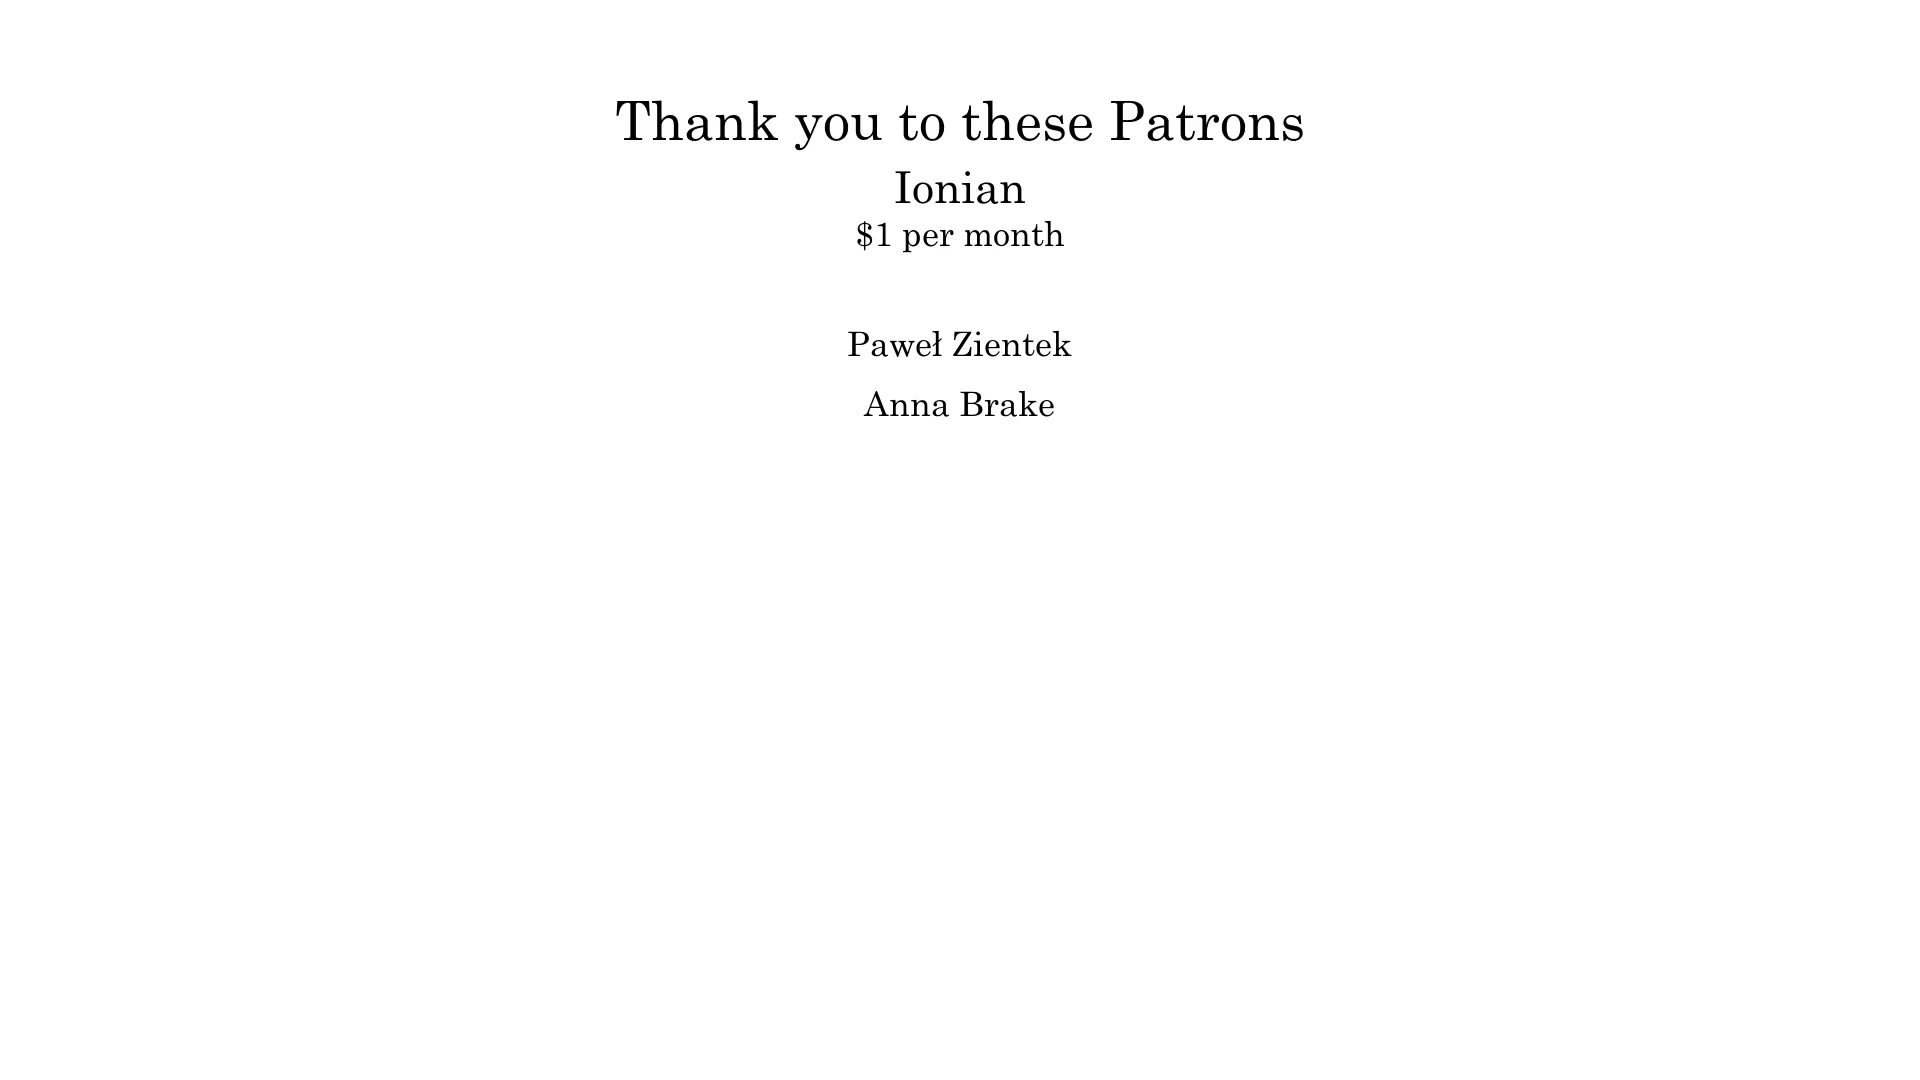 Thank you to these Patrons
Ionian
$1 per month
Paweł Zientek
Anna Brake